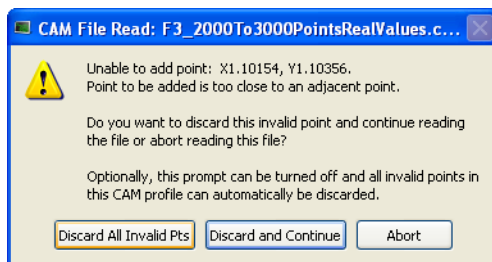 CAM File Read: F3_2000To3000PointsRealValues.c...
Unable to add point: X1.10154, Y1.10356.
Point to be added is too close to an adjacent point.
Do you want to discard this invalid point and continue reading
the file or abort reading this file?
Optionally, this prompt can be turned off and all invalid points in
this CAM profile can automatically be discarded.
Discard All Invalid Pts
Discard and Continue
Abort